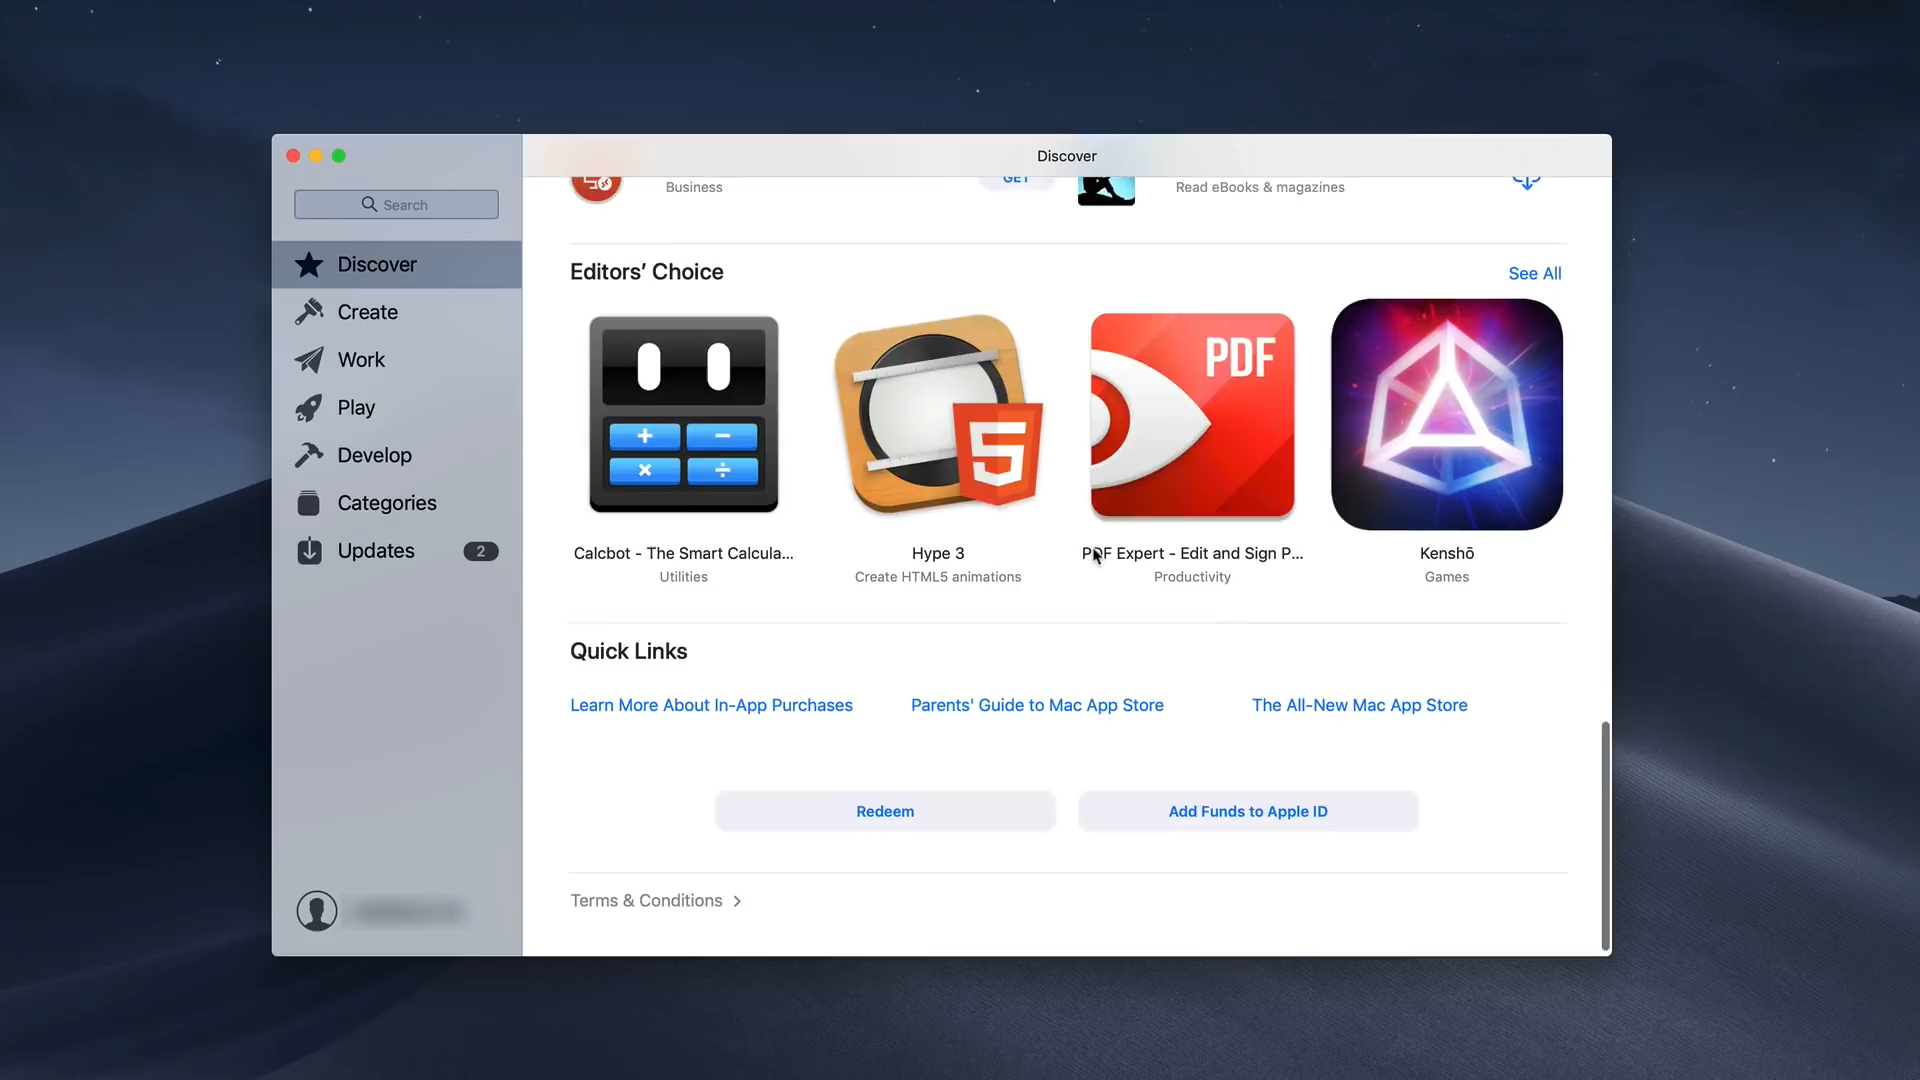 Discover
Search
Discover
Create
Work
Play
Develop
Categories
Updates 2
Business
GET
Read eBooks & magazines
Editors’ Choice
See All
PDF
5
Calcbot - The Smart Calcula...
Utilities
Hype 3
Create HTML5 animations
PDF Expert - Edit and Sign P...
Productivity
Kenshō
Games
Quick Links
Learn More About In-App Purchases
Parents' Guide to Mac App Store
The All-New Mac App Store
Redeem
Add Funds to Apple ID
Terms & Conditions